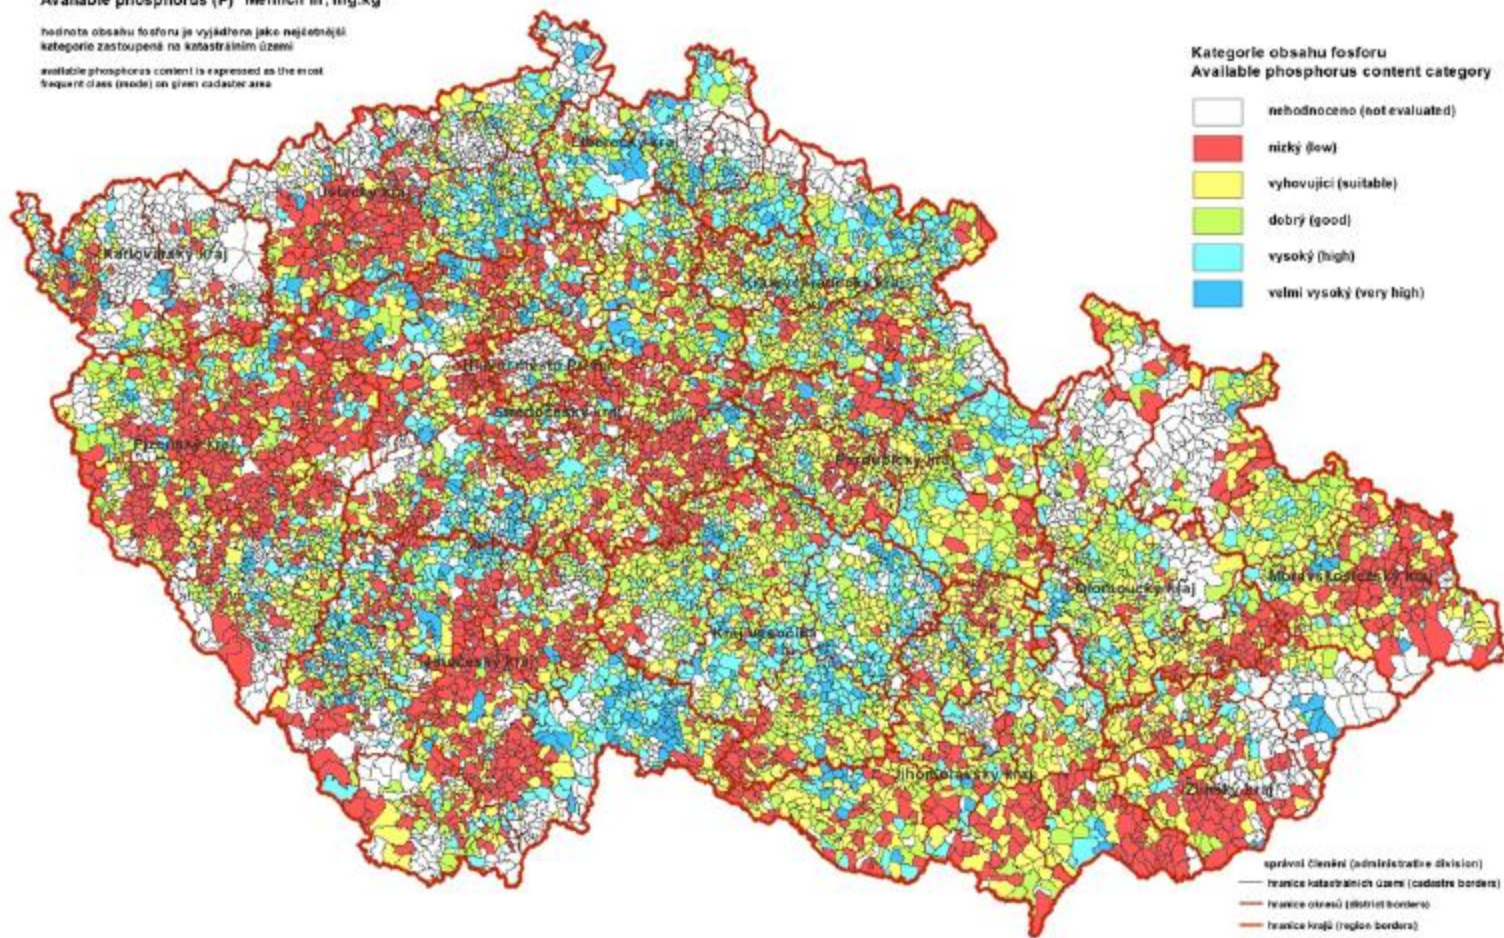 Available phosphorus (P) Mehlich III, mg.kg
hodnota obsahu fosforu je vyjádřena jako nejčetnější
kategorie zastoupená na katastrálním území
available phosphorus content is expressed as the most
frequent class (mode) on given cadaster area
Kategorie obsahu fosforu
Available phosphorus content category
nehodnoceno (not evaluated)
nízký (low)
vyhovující (suitable)
dobrý (good)
vysoký (high)
velmi vysoký (very high)
Liberecký kraj
Ústecký kraj
Karlovarský kraj
Královéhradecký kraj
Hlavní město Praha
Středočeský kraj
Plzeňský kraj
Pardubický kraj
Moravskoslezský kraj
Olomoucký kraj
Kraj Vysočina
Jihočeský kraj
Jihomoravský kraj
Zlínský kraj
správní členění (administrative division)
hranice katastrálních území (cadastre borders)
hranice okresů (district borders)
hranice krajů (region borders)